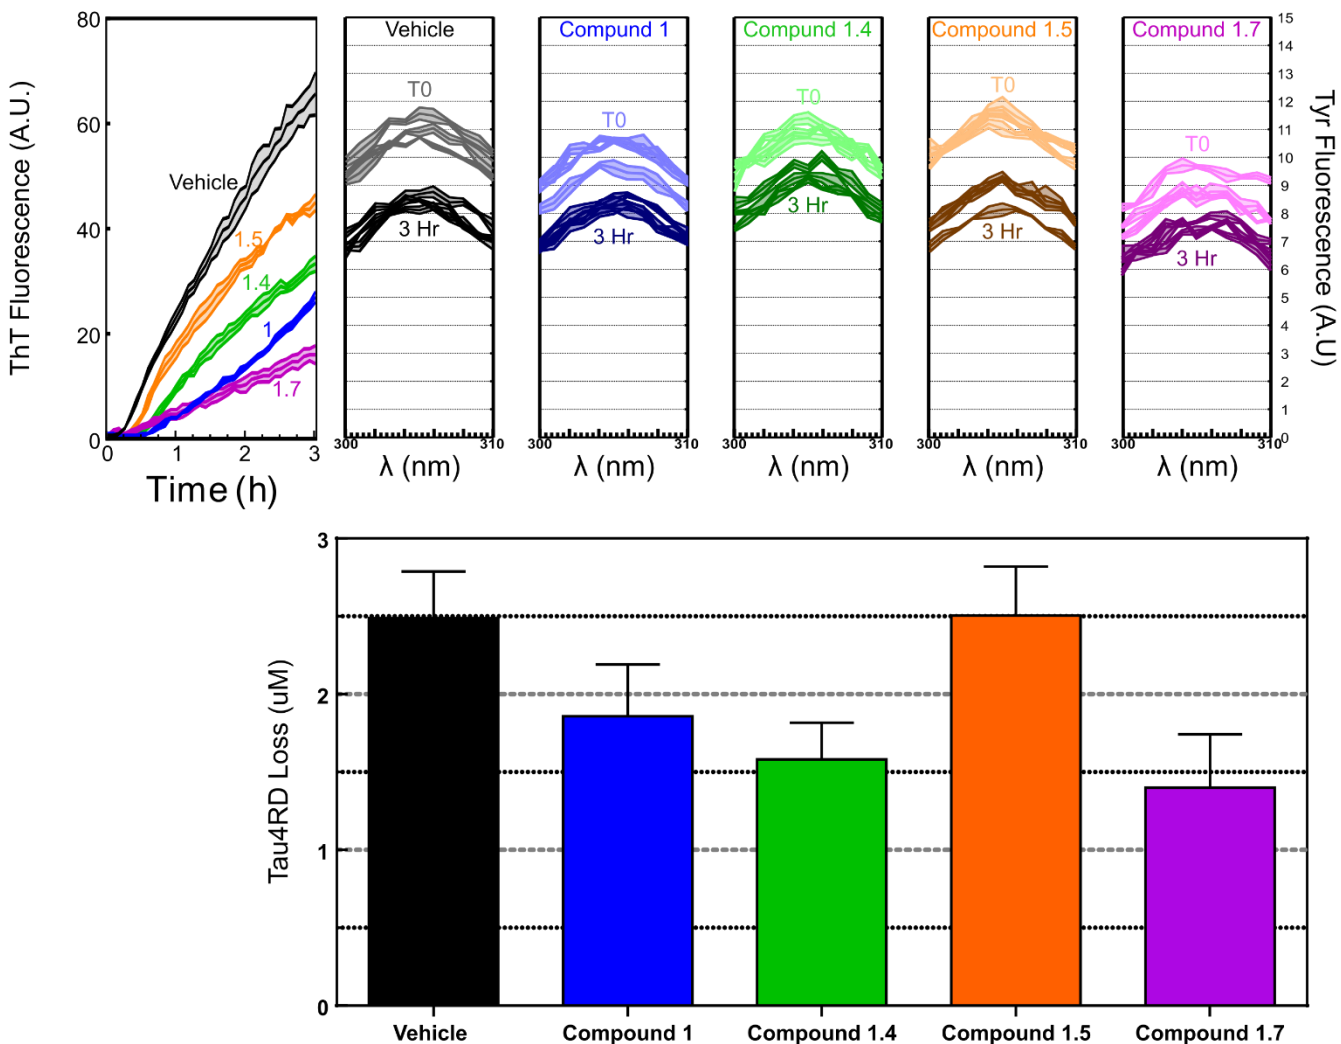 ThT Fluorescence (A.U.)
80
60
40
20
0
Vehicle
1.5
1.4
1
1.7
0 1 2 3
Time (h)
Vehicle
T0
3 Hr
300 310
λ (nm)
Compund 1
T0
3 Hr
300 310
λ (nm)
Compund 1.4
T0
3 Hr
300 310
λ (nm)
Compund 1.5
T0
3 Hr
300 310
λ (nm)
Compund 1.7
T0
3 Hr
300 310
λ (nm)
15
14
13
12
11
10
9
8
7
6
5
4
3
2
1
0
Tyr Fluorescence (A.U)
Tau4RD Loss (uM)
3
2
1
0
Vehicle Compound 1 Compound 1.4 Compound 1.5 Compound 1.7